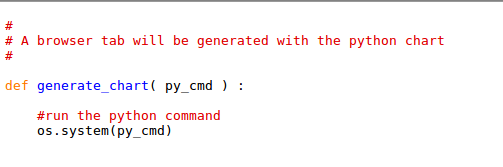 #
# A browser tab will be generated with the python chart
#
def generate_chart( py_cmd ) :
#run the python command
os.system(py_cmd)